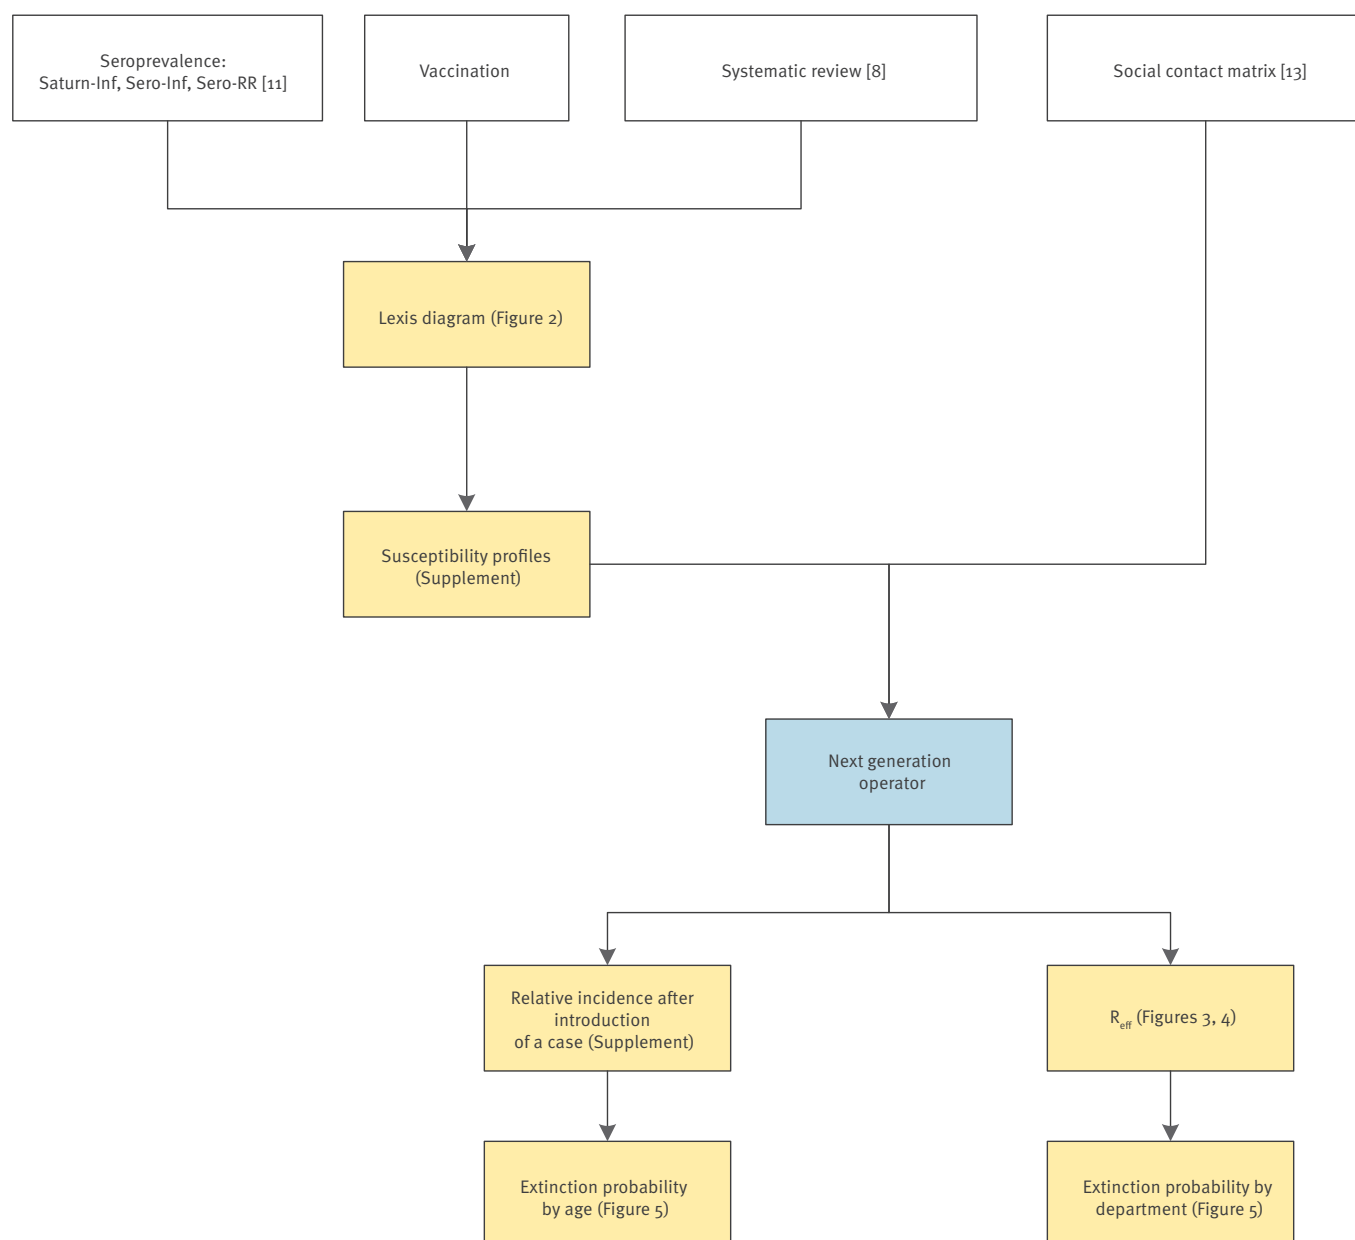 Seroprevalence:
Saturn-Inf, Sero-Inf, Sero-RR [11]
Vaccination
Systematic review [8]
Social contact matrix [13]
Lexis diagram (Figure 2)
Susceptibility profiles
(Supplement)
Next generation
operator
Relative incidence after
introduction
of a case (Supplement)
R_eff (Figures 3, 4)
Extinction probability
by age (Figure 5)
Extinction probability by
department (Figure 5)